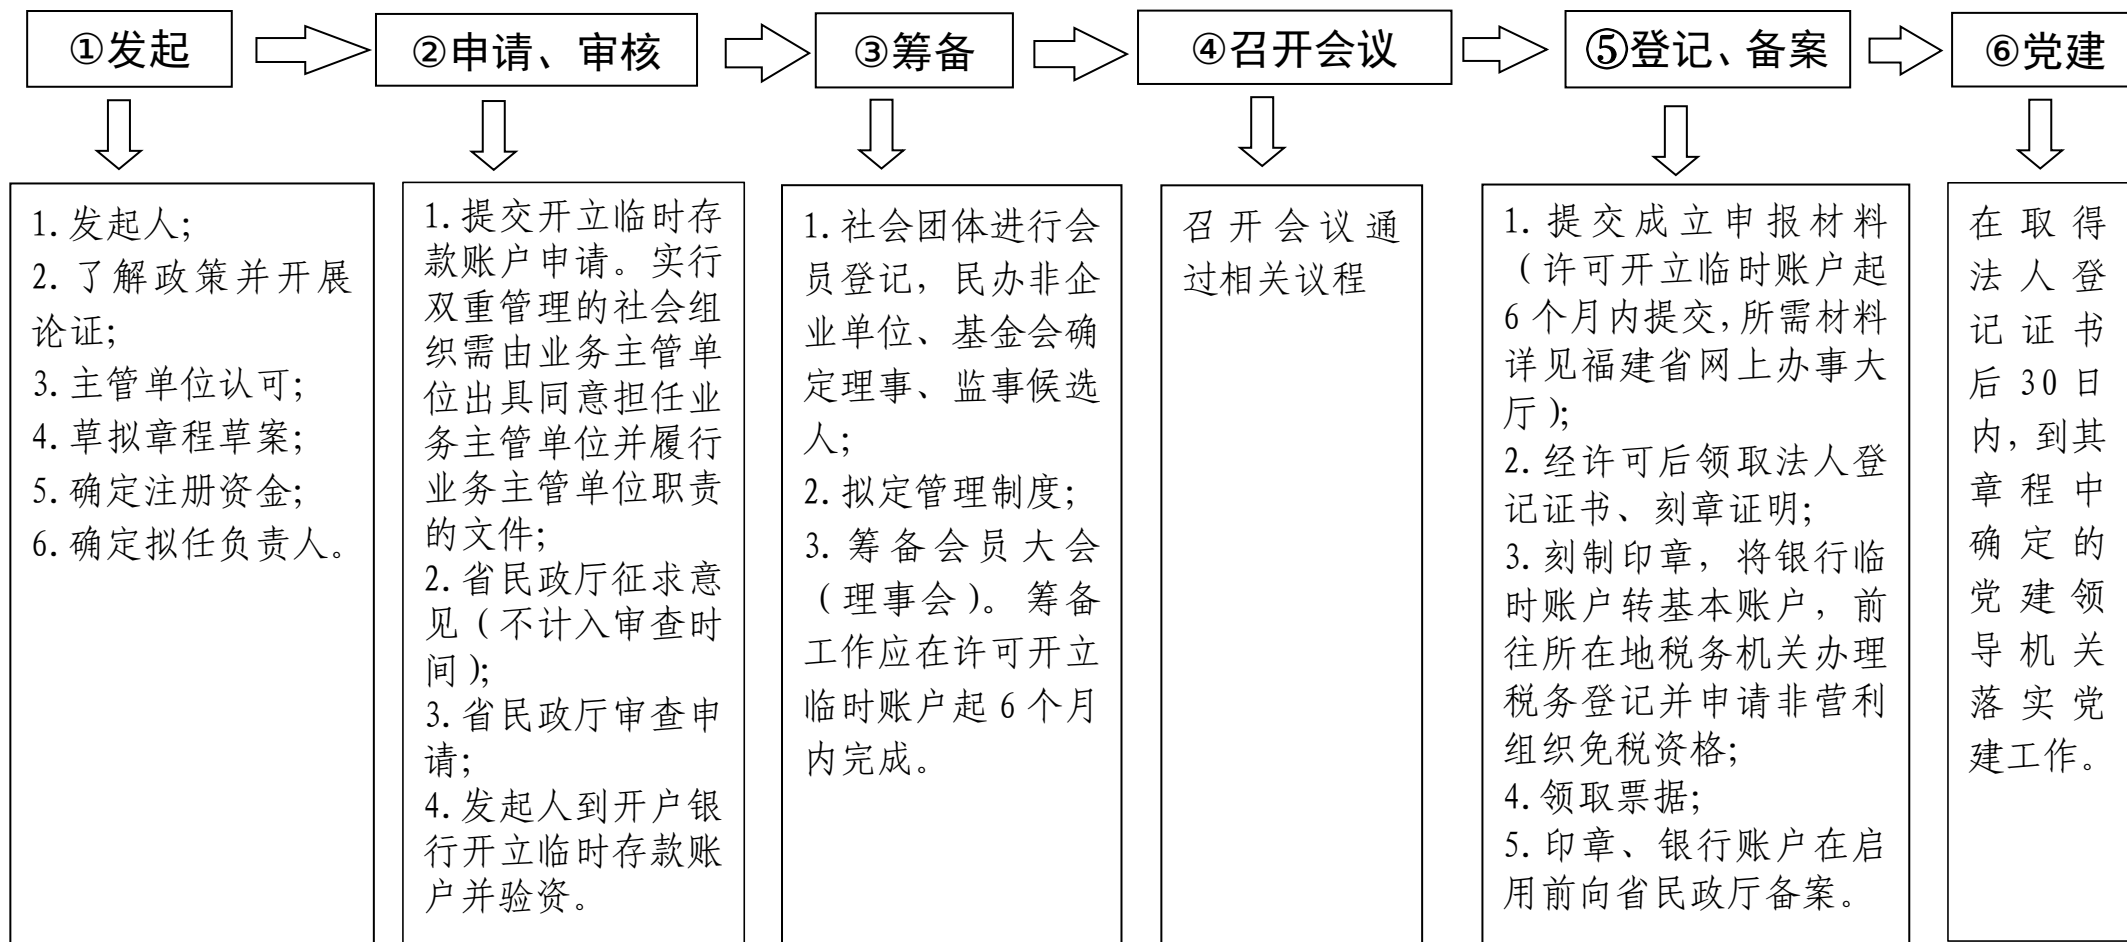 ①发起
②申请、审核
③筹备
④召开会议
⑤登记、备案
⑥党建
1.发起人;
2.了解政策并开展
论证;
3.主管单位认可;
4.草拟章程草案;
5.确定注册资金;
6.确定拟任负责人。
1.提交开立临时存
款账户申请。实行
双重管理的社会组
织需由业务主管单
位出具同意担任业
务主管单位并履行
业务主管单位职责
的文件;
2.省民政厅征求意
见（不计入审查时
间）;
3.省民政厅审查申
请;
4.发起人到开户银
行开立临时存款账
户并验资。
1.社会团体进行会
员登记，民办非企
业单位、基金会确
定理事、监事候选
人;
2.拟定管理制度;
3.筹备会员大会
（理事会）。筹备
工作应在许可开立
临时账户起6个月
内完成。
召开会议通
过相关议程
1.提交成立申报材料
（许可开立临时账户起
6个月内提交，所需材料
详见福建省网上办事大
厅）;
2.经许可后领取法人登
记证书、刻章证明;
3.刻制印章，将银行临
时账户转基本账户，前
往所在地税务机关办理
税务登记并申请非营利
组织免税资格;
4.领取票据;
5.印章、银行账户在启
用前向省民政厅备案。
在取得
法人登
记证书
后30日
内，到其
章程中
确定的
党建领
导机关
落实党
建工作。